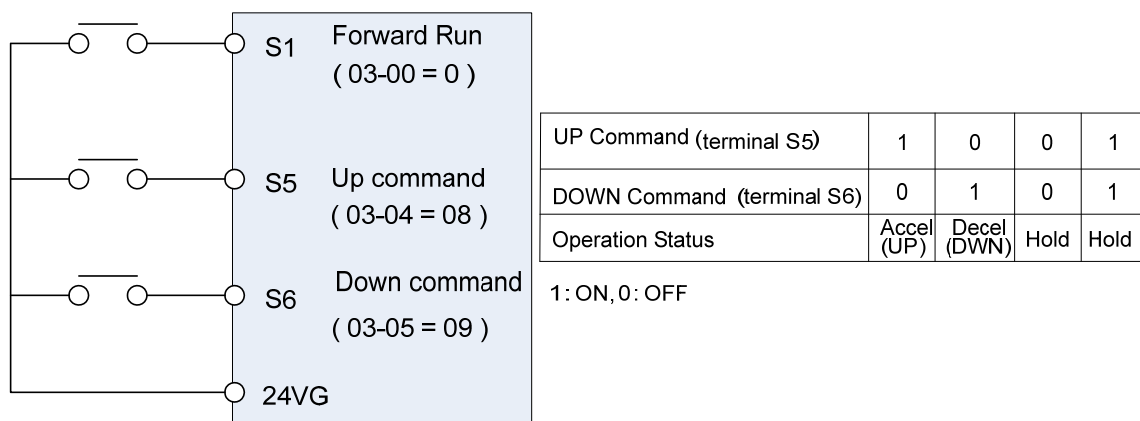 S1 Forward Run
( 03-00 = 0 )
S5 Up command
( 03-04 = 08 )
S6 Down command
( 03-05 = 09 )
24VG
UP Command (terminal S5) 1 0 0 1
DOWN Command (terminal S6) 0 1 0 1
Operation Status Accel (UP) Decel (DWN) Hold Hold
1: ON, 0: OFF